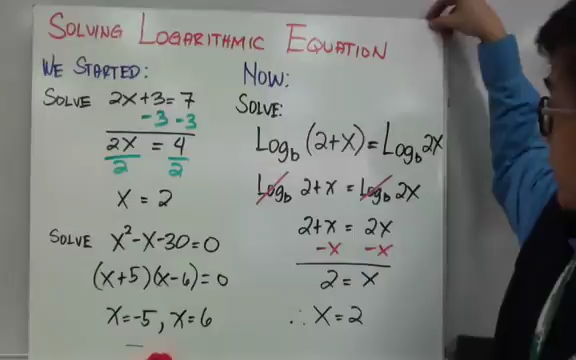 SOLVING LOGARITHMIC EQUATION
WE STARTED:
SOLVE 2X+3=7
-3 -3
2X = 4
2 2
X = 2
SOLVE X²-X-30=0
(X+5)(X-6)=0
X=-5, X=6
NOW:
SOLVE:
Log_b (2+X)=Log_b 2X
Log_b 2+X = Log_b 2X
2+X = 2X
-X -X
2 = X
∴ X=2